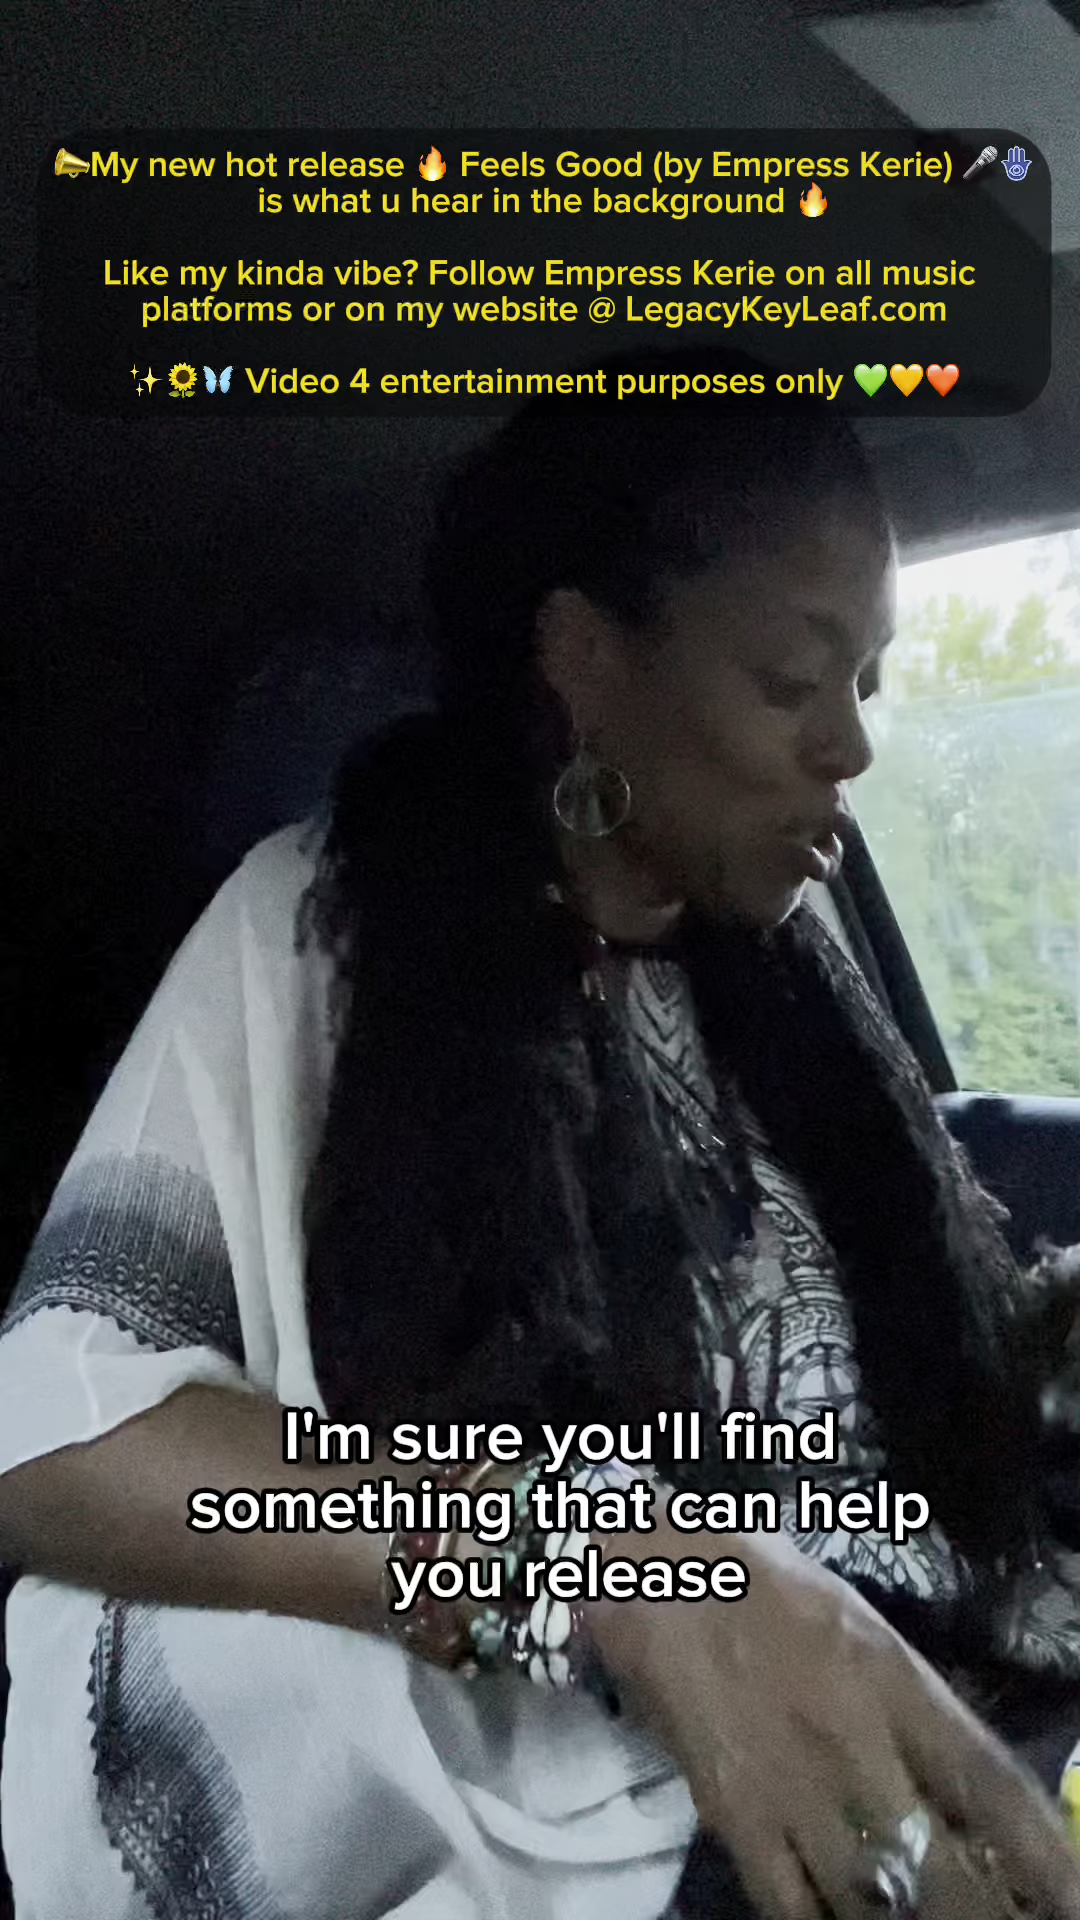 📣My new hot release 🔥 Feels Good (by Empress Kerie) 🎤🪬
is what u hear in the background 🔥
Like my kinda vibe? Follow Empress Kerie on all music
platforms or on my website @ LegacyKeyLeaf.com
✨🌻🦋 Video 4 entertainment purposes only 💚💛🧡
I'm sure you'll find
something that can help
you release